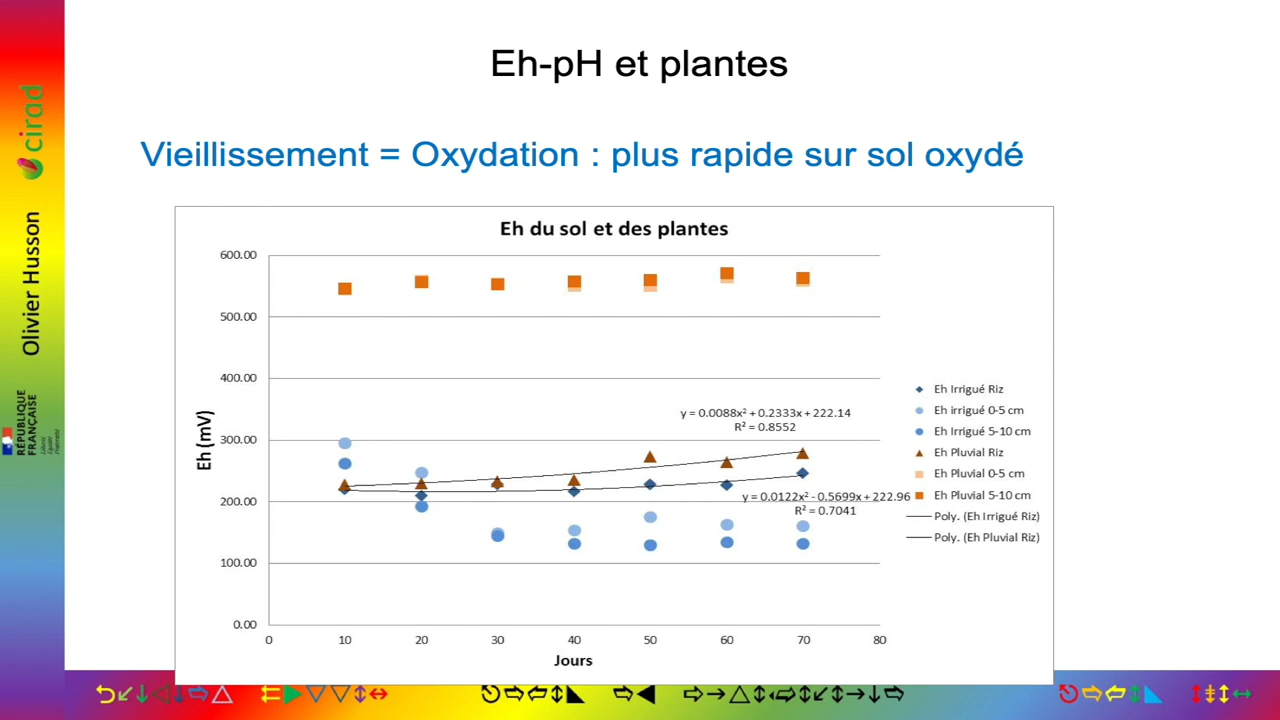 Eh-pH et plantes
Vieillissement = Oxydation : plus rapide sur sol oxydé
cirad
Olivier Husson
RÉPUBLIQUE
FRANÇAISE
Liberté
Égalité
Fraternité
Eh du sol et des plantes
600.00
500.00
400.00
300.00
200.00
100.00
0.00
Eh (mV)
0 10 20 30 40 50 60 70 80
Jours
y = 0.0088x² + 0.2333x + 222.14
R² = 0.8552
y = 0.0122x² - 0.5699x + 222.96
R² = 0.7041
Eh Irrigué Riz
Eh irrigué 0-5 cm
Eh Irrigué 5-10 cm
Eh Pluvial Riz
Eh Pluvial 0-5 cm
Eh Pluvial 5-10 cm
Poly. (Eh Irrigué Riz)
Poly. (Eh Pluvial Riz)